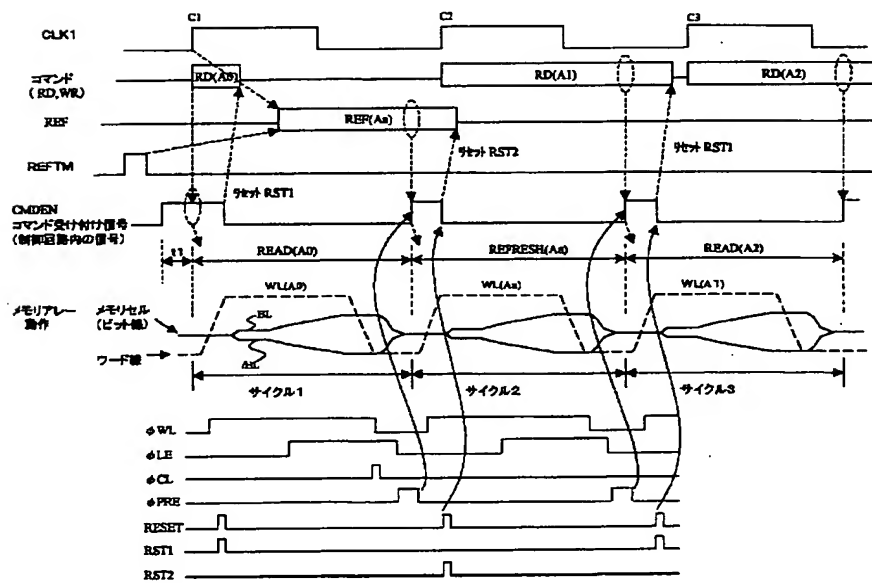 C1 C2 C3
CLK1
コマンド
(RD,WR)
RD(A0) RD(A1) RD(A2)
REF
REF(Aa)
REFTM
リセット RST1 リセット RST2 リセット RST1
CMDEN
コマンド受け付け信号
(制御回路内の信号)
t1
READ(A0) REFRESH(Aa) READ(A2)
メモリアレー
動作
メモリセル
(ビット線)
ワード線
WL(A0) WL(Aa) WL(A1)
BL
/BL
サイクル1 サイクル2 サイクル3
φWL
φLE
φCL
φPRE
RESET
RST1
RST2